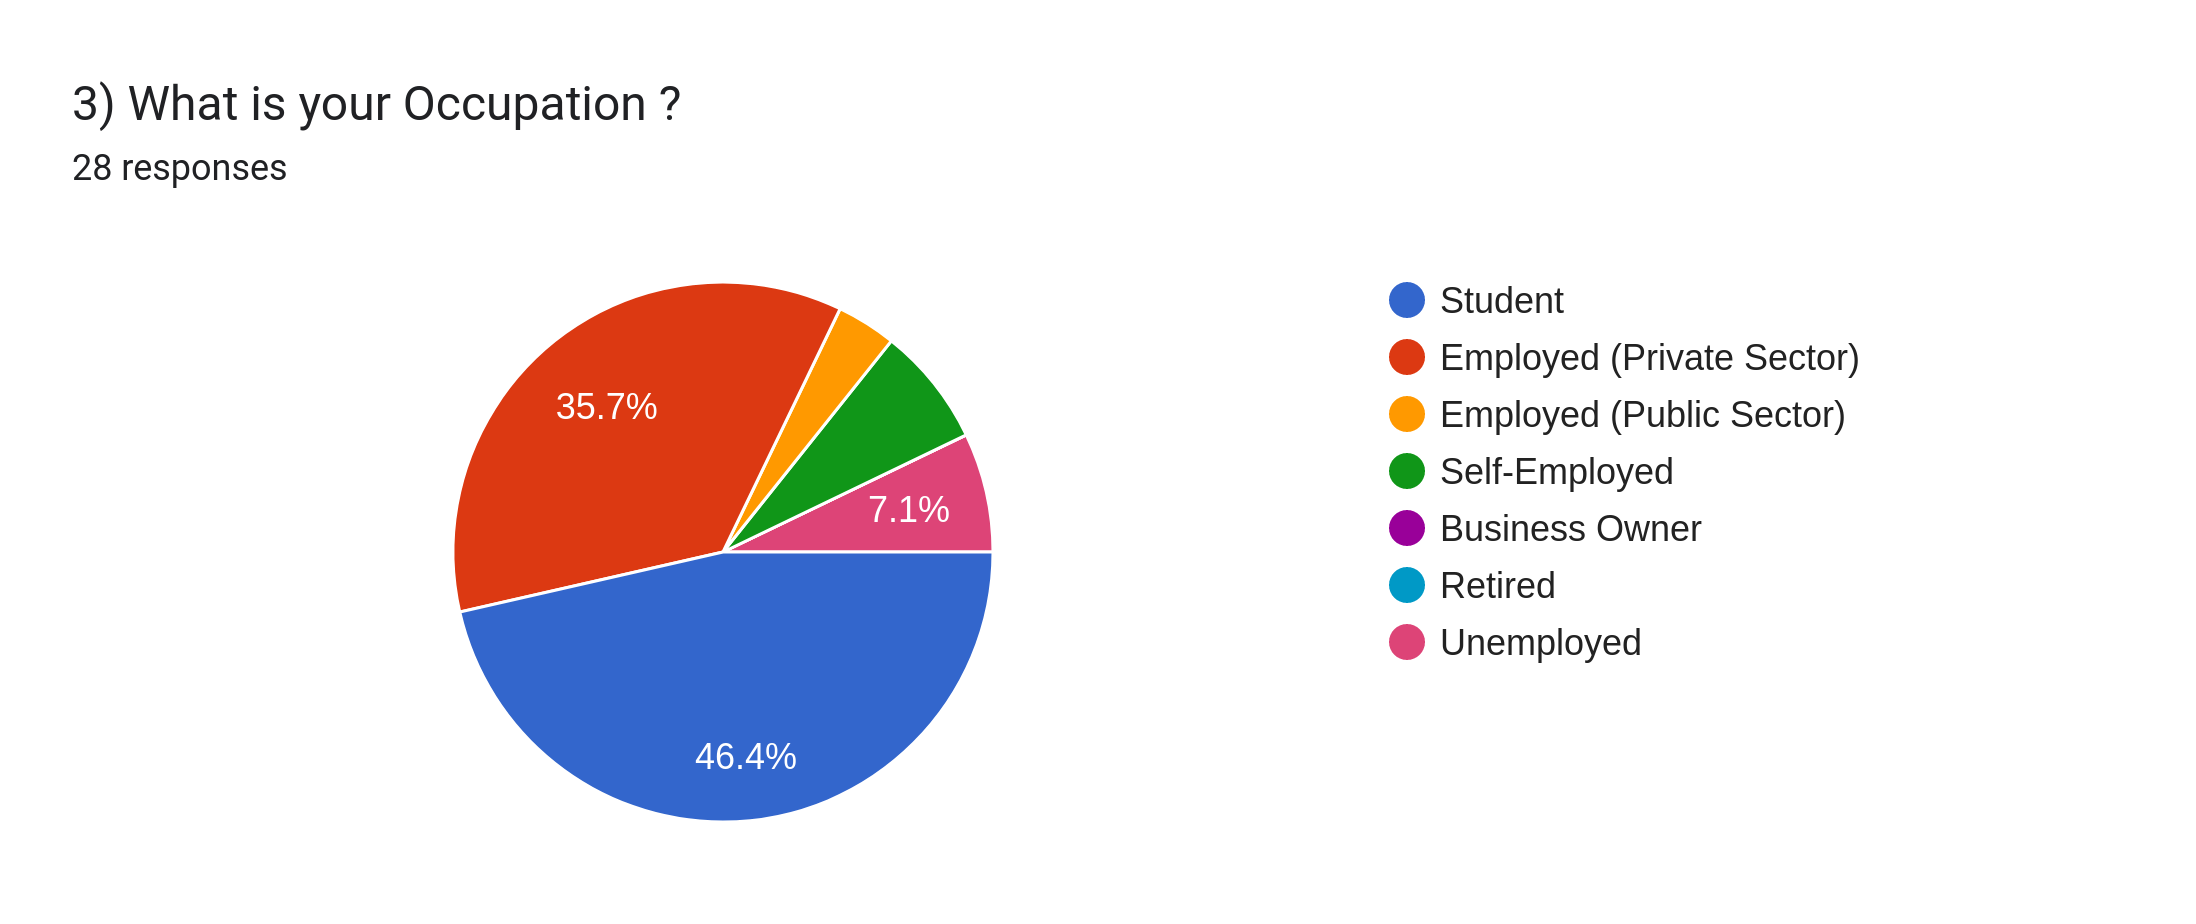 3) What is your Occupation ?
28 responses
35.7%
7.1%
46.4%
Student
Employed (Private Sector)
Employed (Public Sector)
Self-Employed
Business Owner
Retired
Unemployed